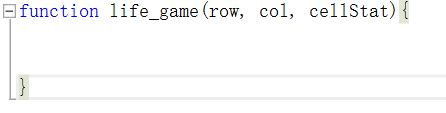 function life_game(row, col, cellStat){
}